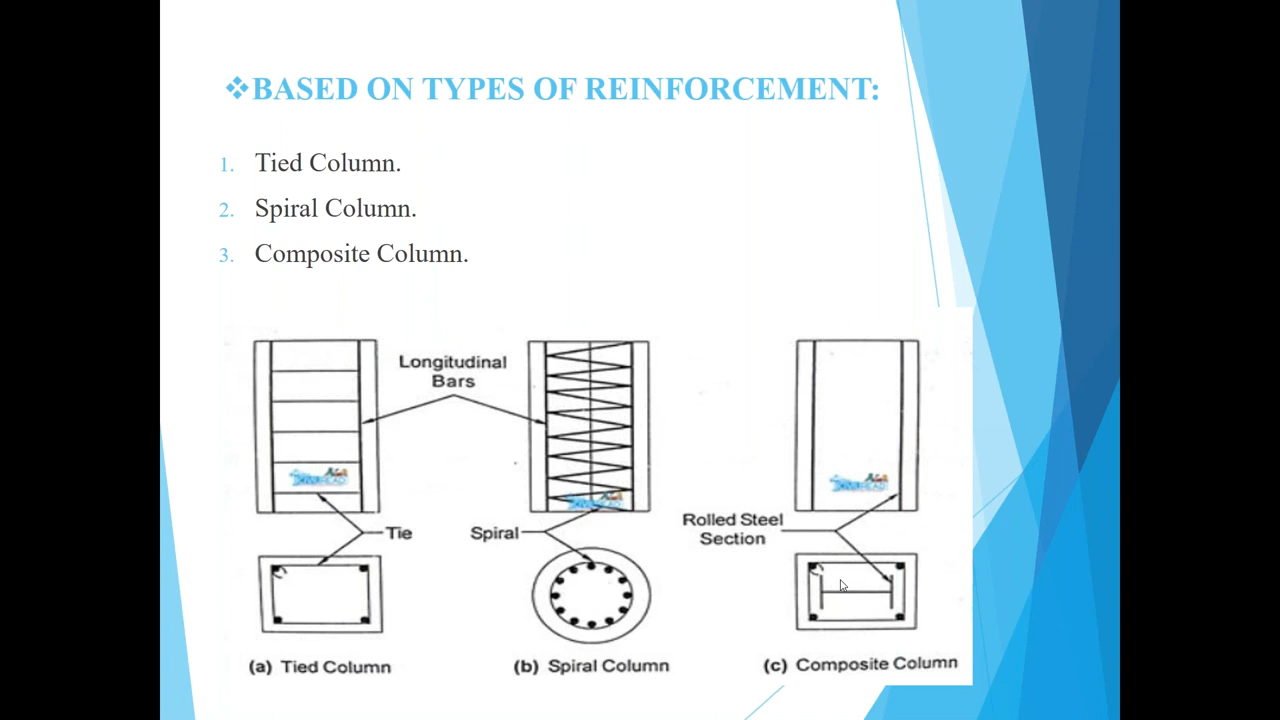 ❖BASED ON TYPES OF REINFORCEMENT:
1. Tied Column.
2. Spiral Column.
3. Composite Column.
Longitudinal
Bars
Tie
Spiral
Rolled Steel
Section
(a) Tied Column
(b) Spiral Column
(c) Composite Column